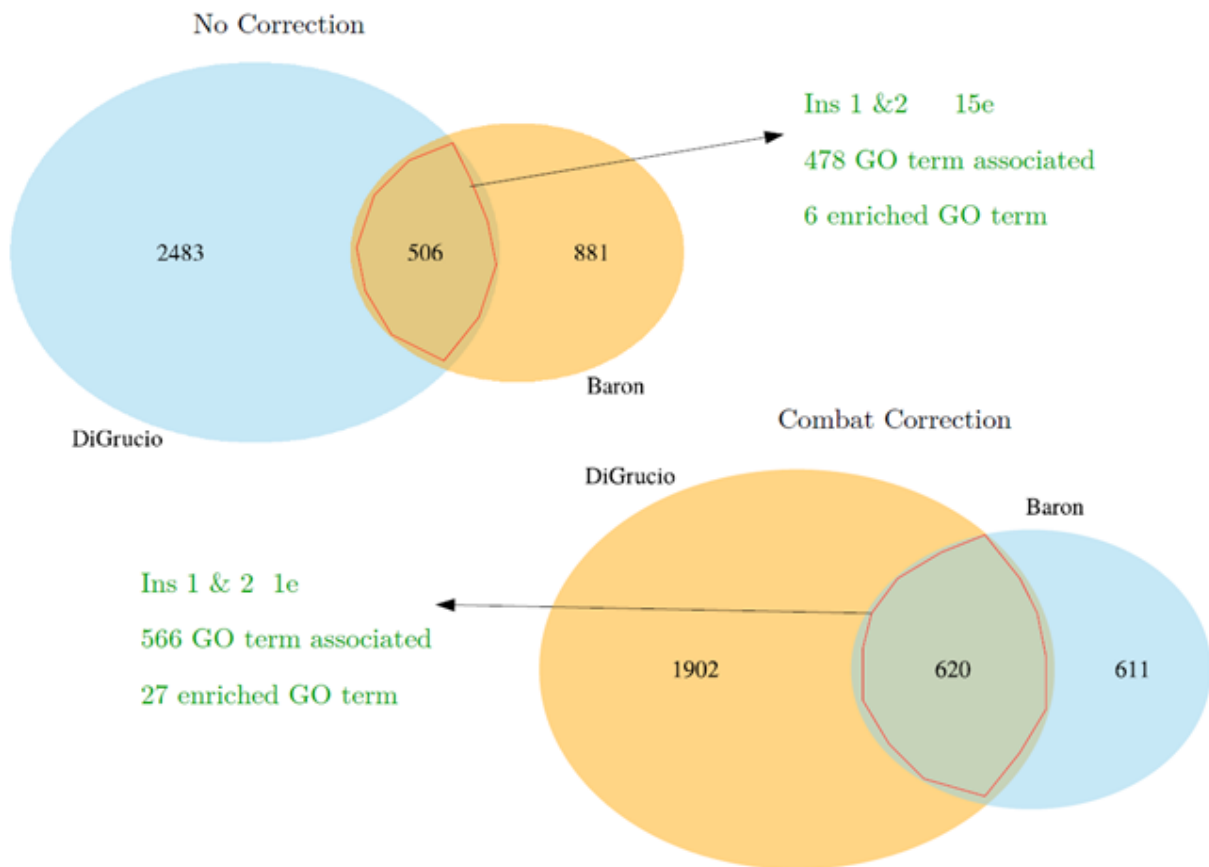 No Correction
Ins 1 &2 15e
478 GO term associated
6 enriched GO term
2483
506
881
Baron
DiGrucio
Combat Correction
DiGrucio
Baron
Ins 1 & 2 1e
566 GO term associated
27 enriched GO term
1902
620
611